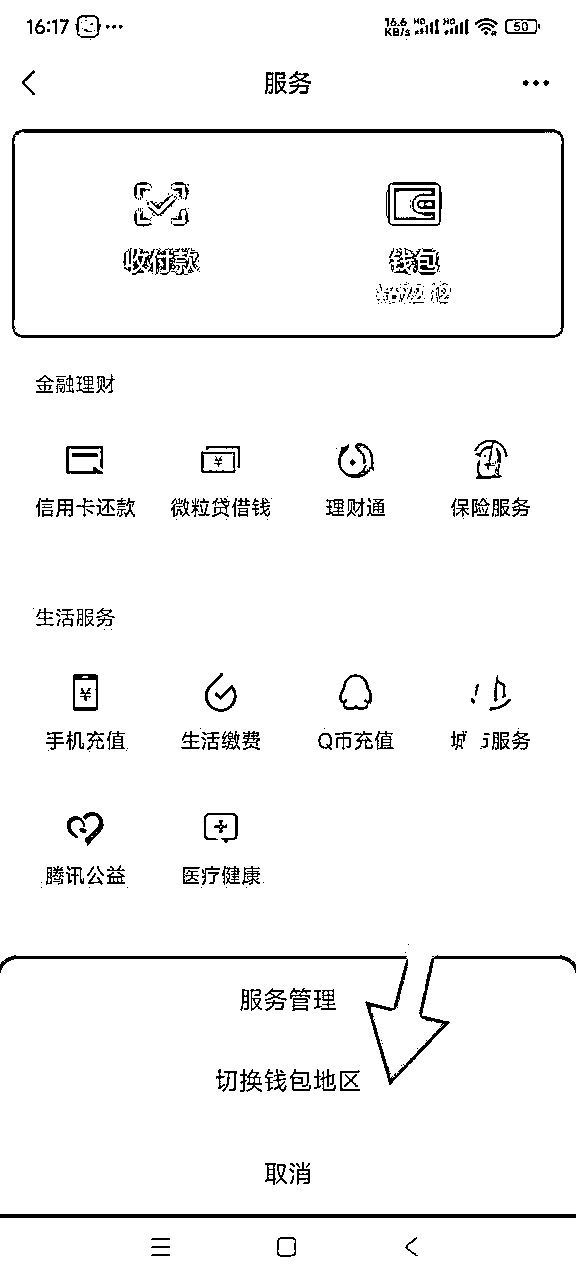 16:17
16.6 KB/s HD HD 50
服务
收付款
钱包
金融理财
信用卡还款 微粒贷借钱 理财通 保险服务
生活服务
手机充值 生活缴费 Q币充值 服务
腾讯公益 医疗健康
服务管理
切换钱包地区
取消